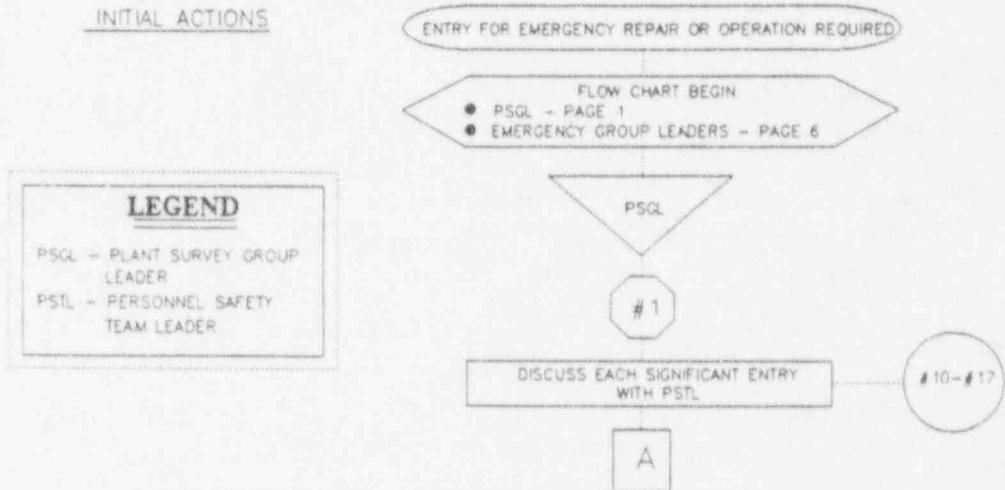 INITIAL ACTIONS
ENTRY FOR EMERGENCY REPAIR OR OPERATION REQUIRED
FLOW CHART BEGIN
● PSGL – PAGE 1
● EMERGENCY GROUP LEADERS – PAGE 6
PSGL
LEGEND
PSGL – PLANT SURVEY GROUP
LEADER
PSTL – PERSONNEL SAFETY
TEAM LEADER
#1
DISCUSS EACH SIGNIFICANT ENTRY
WITH PSTL
#10–#17
A